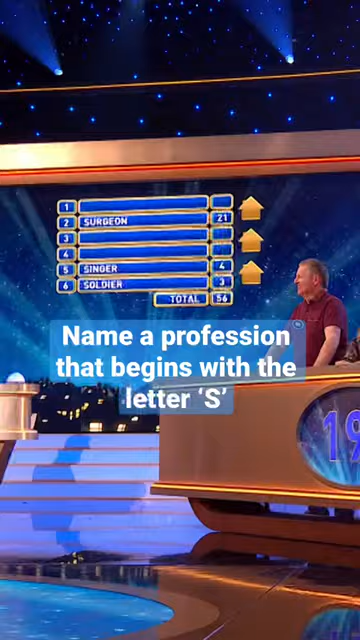 1
2 SURGEON 21
3
4
5 SINGER 4
6 SOLDIER 3
TOTAL 56
Name a profession
that begins with the
letter ‘S’
19